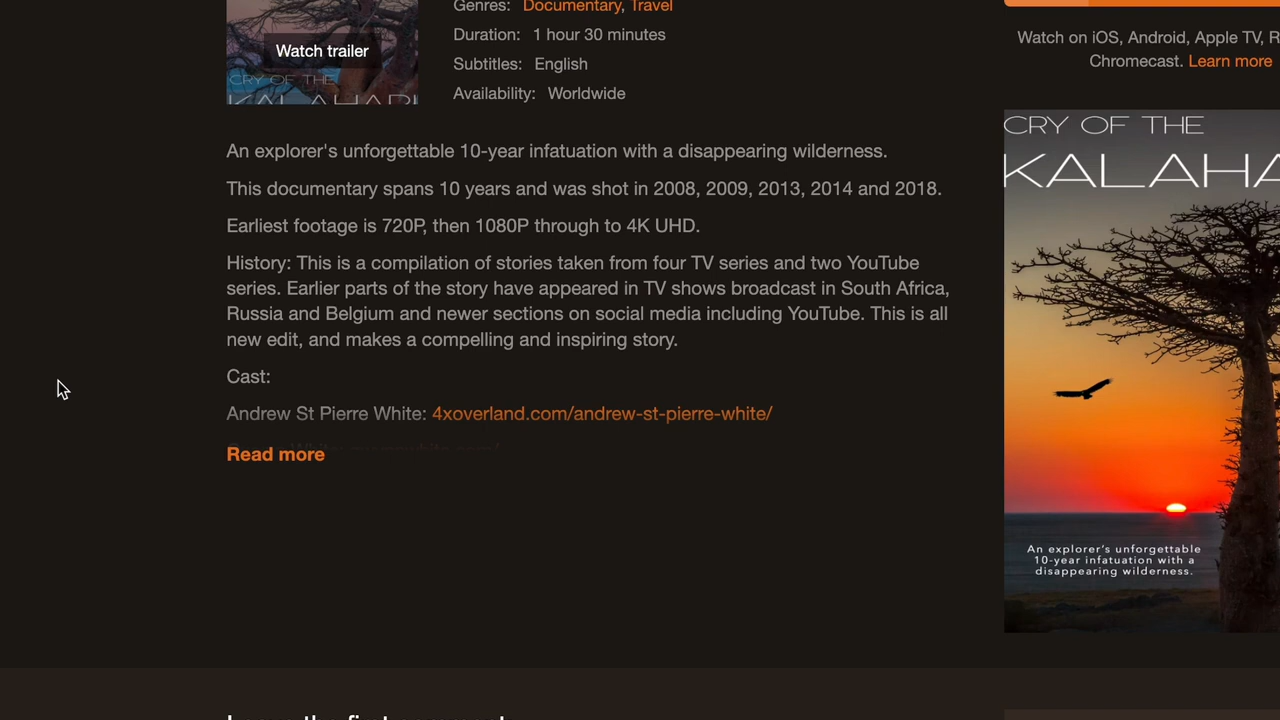 Genres: Documentary, Travel
Watch trailer
CRY OF THE
KALAHARI
Duration: 1 hour 30 minutes
Subtitles: English
Availability: Worldwide
An explorer's unforgettable 10-year infatuation with a disappearing wilderness.
This documentary spans 10 years and was shot in 2008, 2009, 2013, 2014 and 2018.
Earliest footage is 720P, then 1080P through to 4K UHD.
History: This is a compilation of stories taken from four TV series and two YouTube
series. Earlier parts of the story have appeared in TV shows broadcast in South Africa,
Russia and Belgium and newer sections on social media including YouTube. This is all
new edit, and makes a compelling and inspiring story.
Cast:
Andrew St Pierre White: 4xoverland.com/andrew-st-pierre-white/
Read more
Watch on iOS, Android, Apple TV, R
Chromecast. Learn more
CRY OF THE
KALAHA
An explorer's unforgettable
10-year infatuation with a
disappearing wilderness.